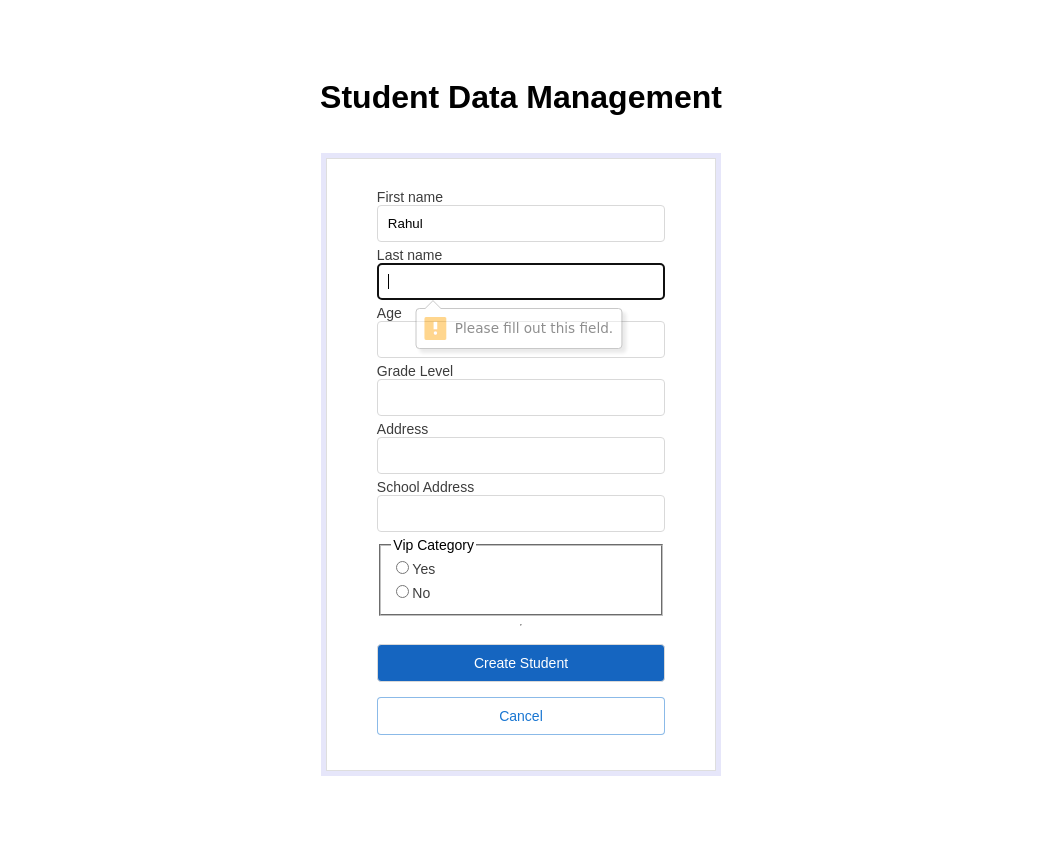 Student Data Management
First name
Rahul
Last name
Age
Please fill out this field.
Grade Level
Address
School Address
Vip Category
Yes
No
.
Create Student
Cancel